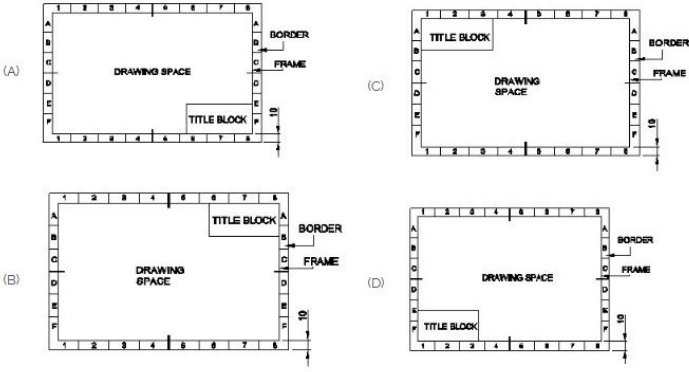 (A)
1 2 3 4 5 6 7 8
A
B
C
D
E
F
A
B
C
D
E
F
DRAWING SPACE
TITLE BLOCK
BORDER
FRAME
10
1 2 3 4 5 6 7 8
(C)
1 2 3 4 5 6 7 8
A
B
C
D
E
F
A
B
C
D
E
F
TITLE BLOCK
DRAWING
SPACE
BORDER
FRAME
10
1 2 3 4 5 6 7 8
(B)
1 2 3 4 5 6 7 8
A
B
C
D
E
F
A
B
C
D
E
F
TITLE BLOCK
DRAWING
SPACE
BORDER
FRAME
10
1 2 3 4 5 6 7 8
(D)
1 2 3 4 5 6 7 8
A
B
C
D
E
F
A
B
C
D
E
F
DRAWING SPACE
TITLE BLOCK
BORDER
FRAME
10
1 2 3 4 5 6 7 8